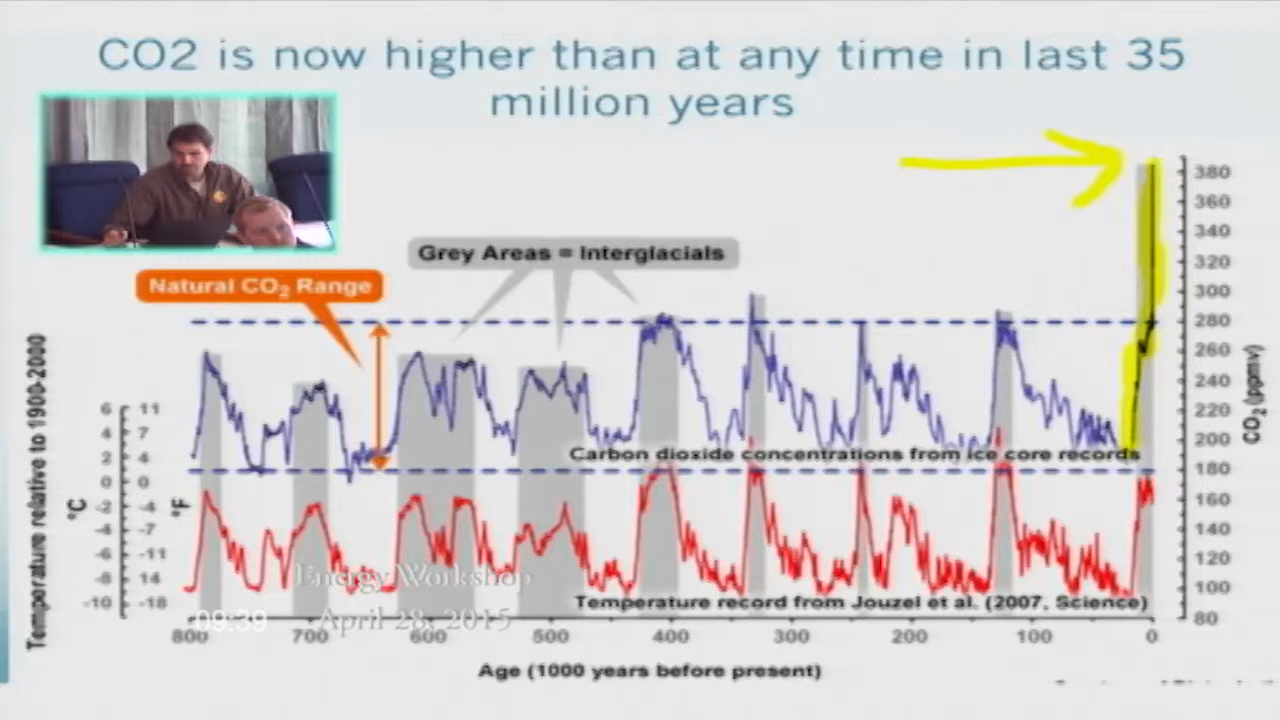 CO2 is now higher than at any time in last 35
million years
Grey Areas = Interglacials
Natural CO₂ Range
380
360
340
320
300
280
260
240
220
200
180
160
140
120
100
80
CO₂ (ppmv)
Temperature relative to 1900-2000
°C
°F
6 11
4 7
2 4
0 0
-2 -4
-4 -7
-6 -11
-8 14
-10 -18
Carbon dioxide concentrations from ice core records
Temperature record from Jouzel et al. (2007, Science)
Energy Workshop
April 28, 2015
09:39
800 700 600 500 400 300 200 100 0
Age (1000 years before present)